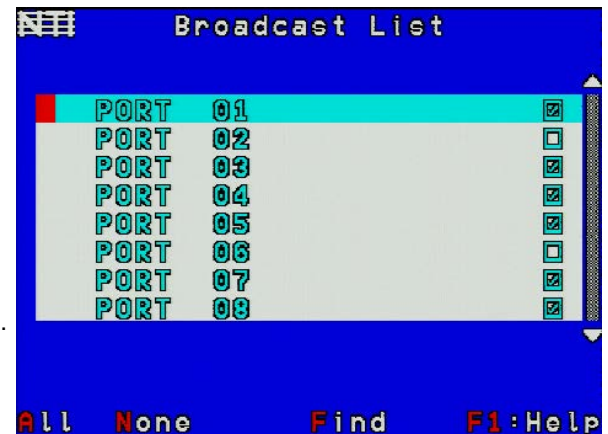 NTI Broadcast List
PORT 01
PORT 02
PORT 03
PORT 04
PORT 05
PORT 06
PORT 07
PORT 08
.
All None Find F1:Help